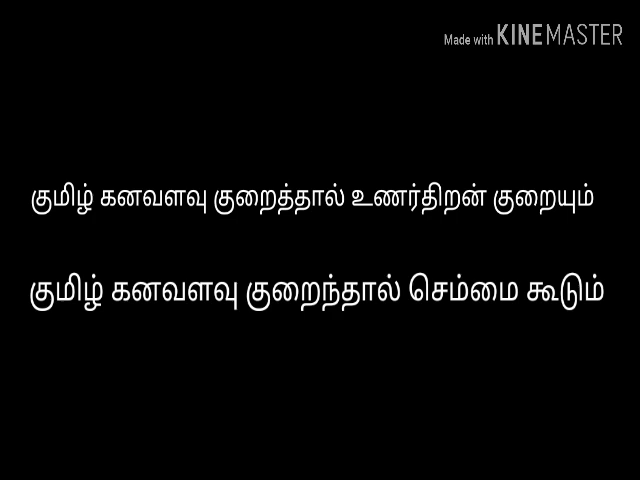 Made with KINEMASTER
குமிழ் கனவளவு குறைத்தால் உணர்திறன் குறையும்
குமிழ் கனவளவு குறைந்தால் செம்மை கூடும்